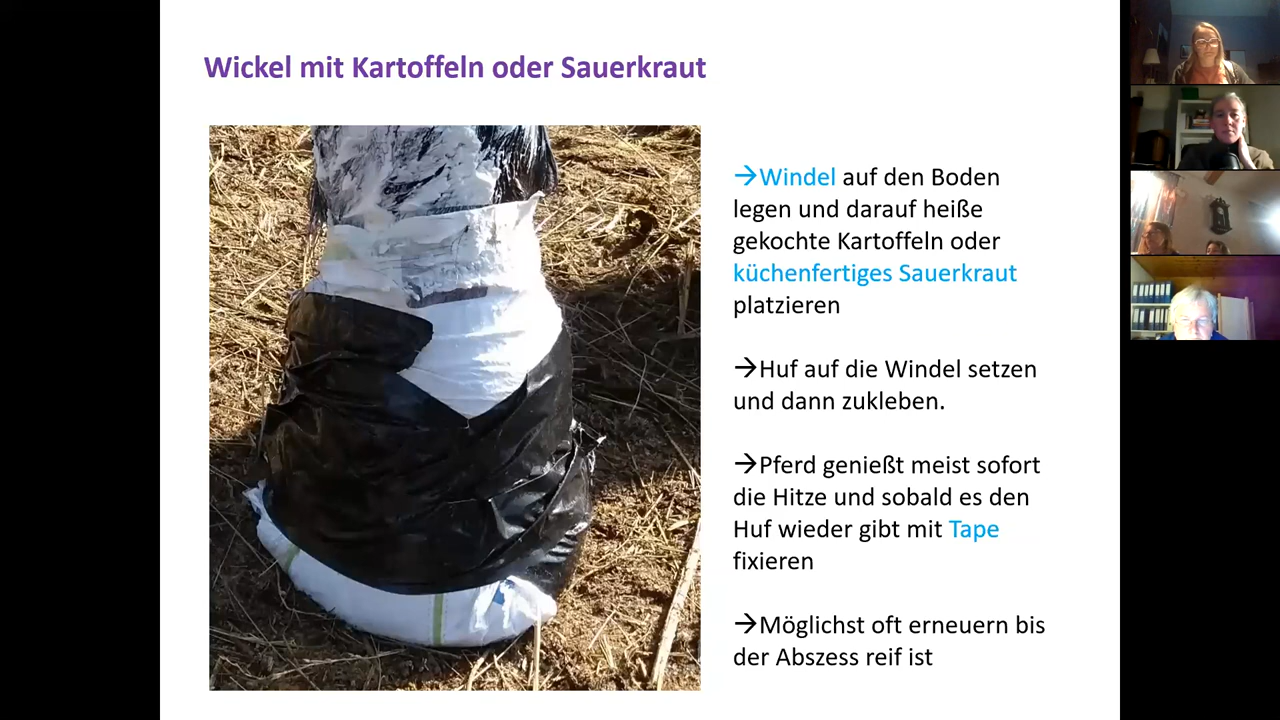 Wickel mit Kartoffeln oder Sauerkraut
→Windel auf den Boden
legen und darauf heiße
gekochte Kartoffeln oder
küchenfertiges Sauerkraut
platzieren
→Huf auf die Windel setzen
und dann zukleben.
→Pferd genießt meist sofort
die Hitze und sobald es den
Huf wieder gibt mit Tape
fixieren
→Möglichst oft erneuern bis
der Abszess reif ist